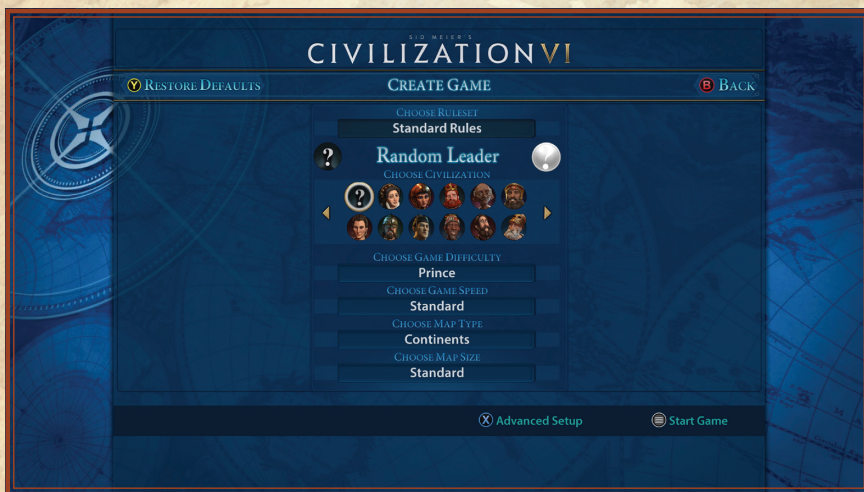 SID MEIER'S
CIVILIZATION VI
Y RESTORE DEFAULTS
CREATE GAME
B BACK
CHOOSE RULESET
Standard Rules
? Random Leader ?
CHOOSE CIVILIZATION
?
CHOOSE GAME DIFFICULTY
Prince
CHOOSE GAME SPEED
Standard
CHOOSE MAP TYPE
Continents
CHOOSE MAP SIZE
Standard
X Advanced Setup
Start Game